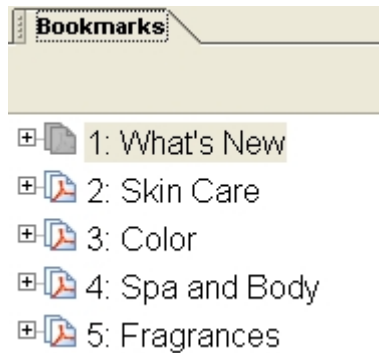 Bookmarks
1: What's New
2: Skin Care
3: Color
4: Spa and Body
5: Fragrances